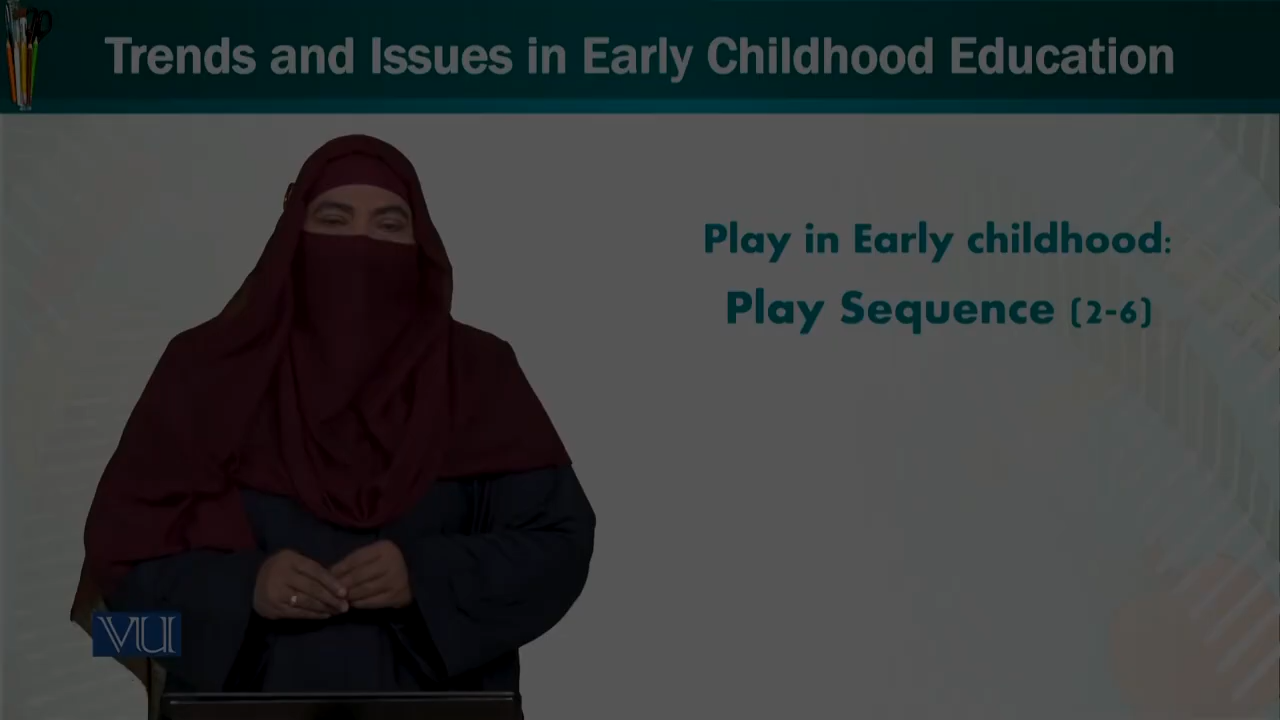 Trends and Issues in Early Childhood Education
Play in Early childhood:
Play Sequence (2-6)
VU